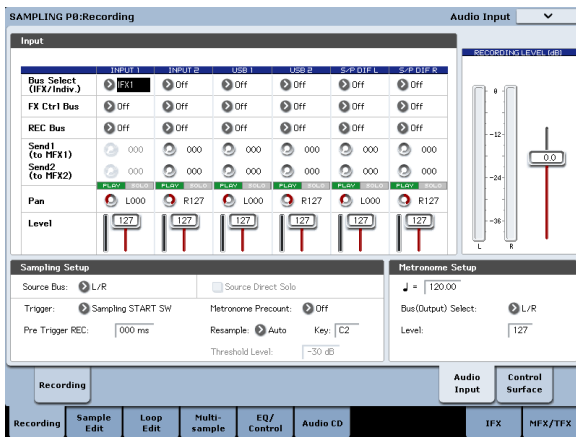 SAMPLING P0:Recording Audio Input
Input
RECORDING LEVEL [dB]
INPUT 1 INPUT 2 USB 1 USB 2 S/P DIF L S/P DIF R
Bus Select
(IFX/Indiv.) IFX1 Off Off Off Off Off
FX Ctrl Bus Off Off Off Off Off Off
REC Bus Off Off Off Off Off Off
Send1
(to MFX1) 000 000 000 000 000 000
Send2
(to MFX2) 000 000 000 000 000 000
PLAY SOLO PLAY SOLO PLAY SOLO PLAY SOLO PLAY SOLO PLAY SOLO
Pan L000 R127 L000 R127 L000 R127
Level 127 127 127 127 127 127
0
-12
-24
-36
L R
0.0
Sampling Setup
Source Bus: L/R Source Direct Solo
Trigger: Sampling START SW Metronome Precount: Off
Pre Trigger REC: 000 ms Resample: Auto Key: C2
Threshold Level: -30 dB
Metronome Setup
♩ = 120.00
Bus(Output) Select: L/R
Level: 127
Recording Audio Input Control Surface
Recording Sample Edit Loop Edit Multi-sample EQ/Control Audio CD IFX MFX/TFX